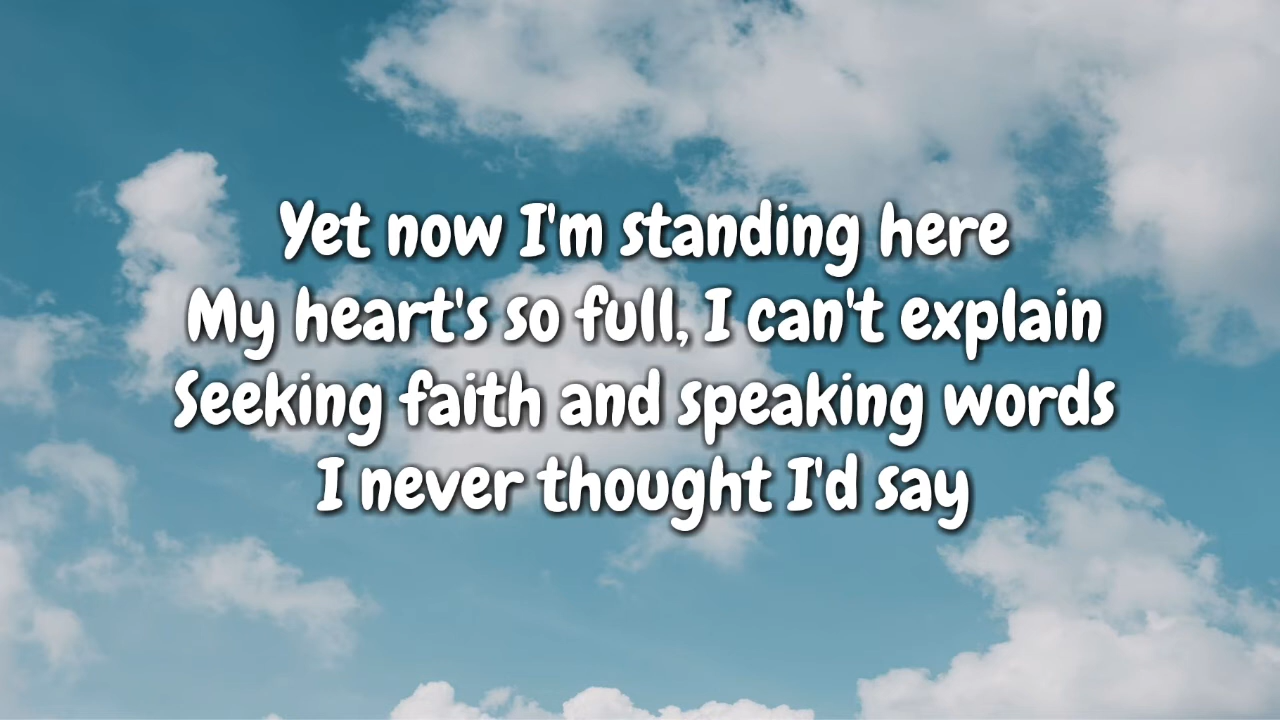 Yet now I'm standing here
My heart's so full, I can't explain
Seeking faith and speaking words
I never thought I'd say